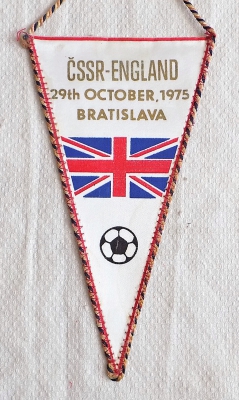 ČSSR-ENGLAND
29th OCTOBER, 1975
BRATISLAVA